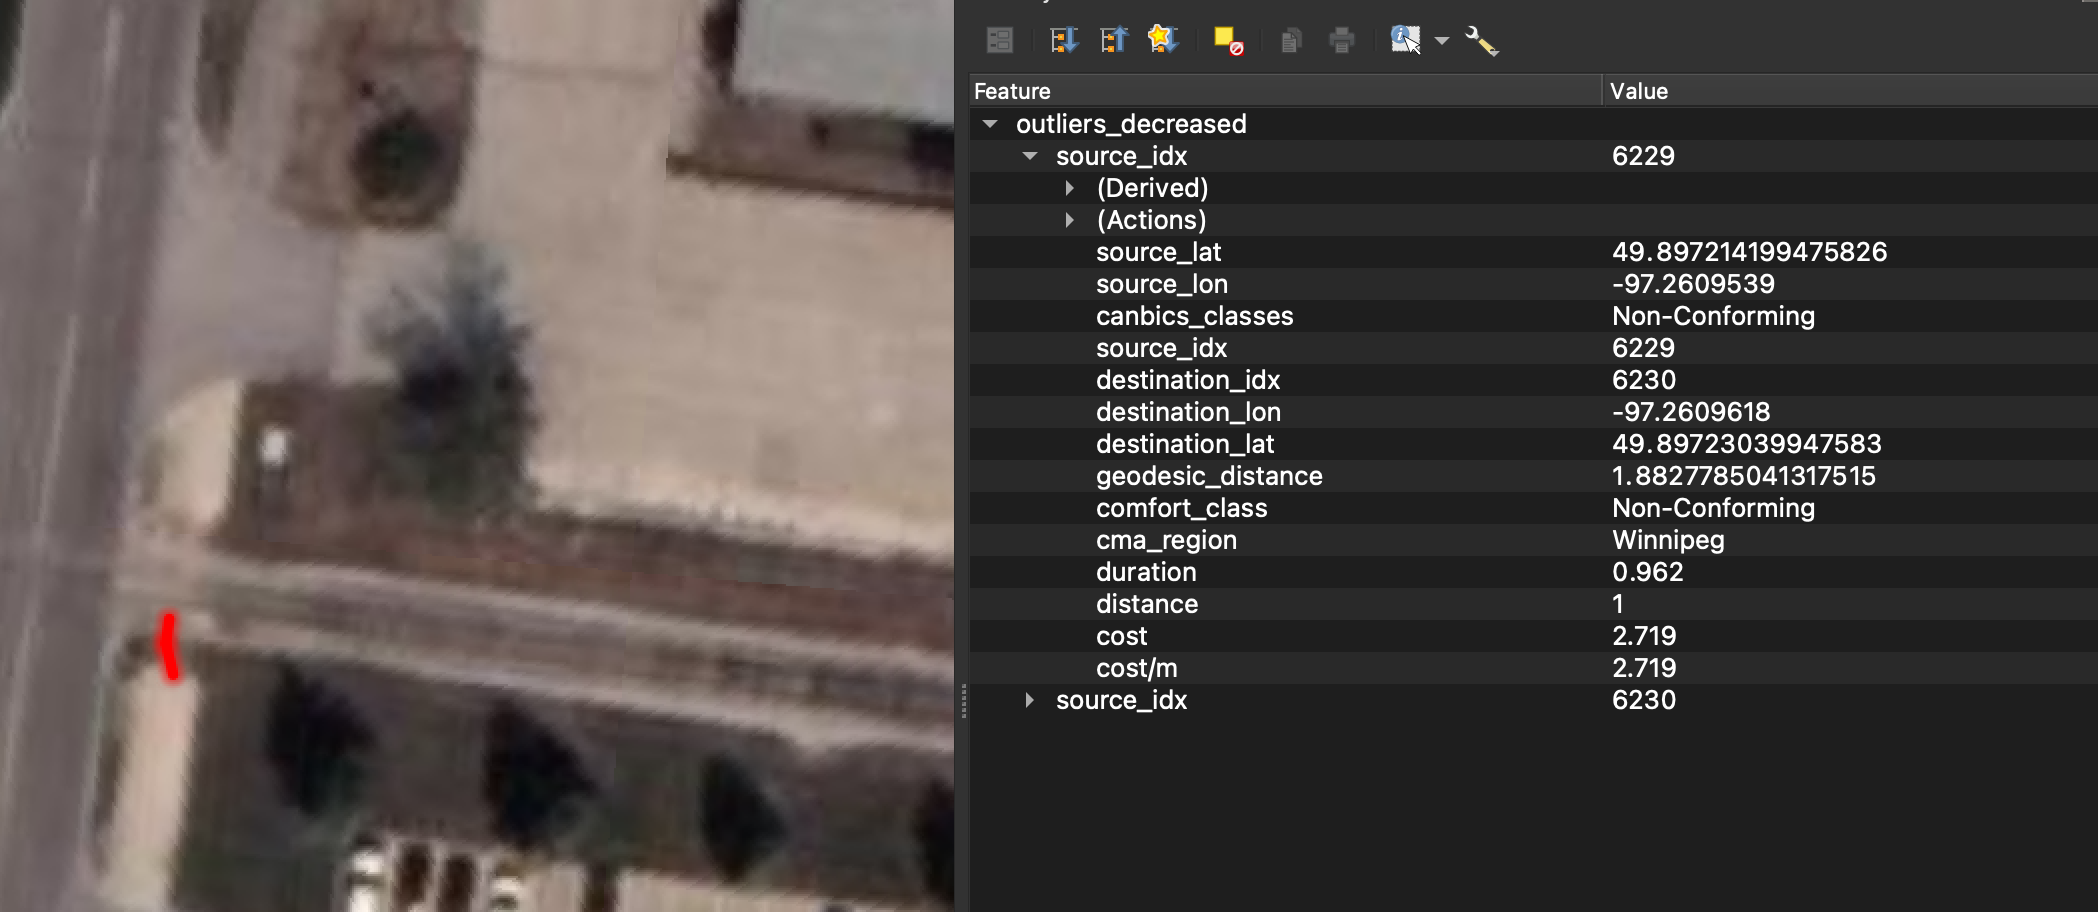 Feature Value
outliers_decreased
source_idx 6229
(Derived)
(Actions)
source_lat 49.897214199475826
source_lon -97.2609539
canbics_classes Non-Conforming
source_idx 6229
destination_idx 6230
destination_lon -97.2609618
destination_lat 49.89723039947583
geodesic_distance 1.8827785041317515
comfort_class Non-Conforming
cma_region Winnipeg
duration 0.962
distance 1
cost 2.719
cost/m 2.719
source_idx 6230